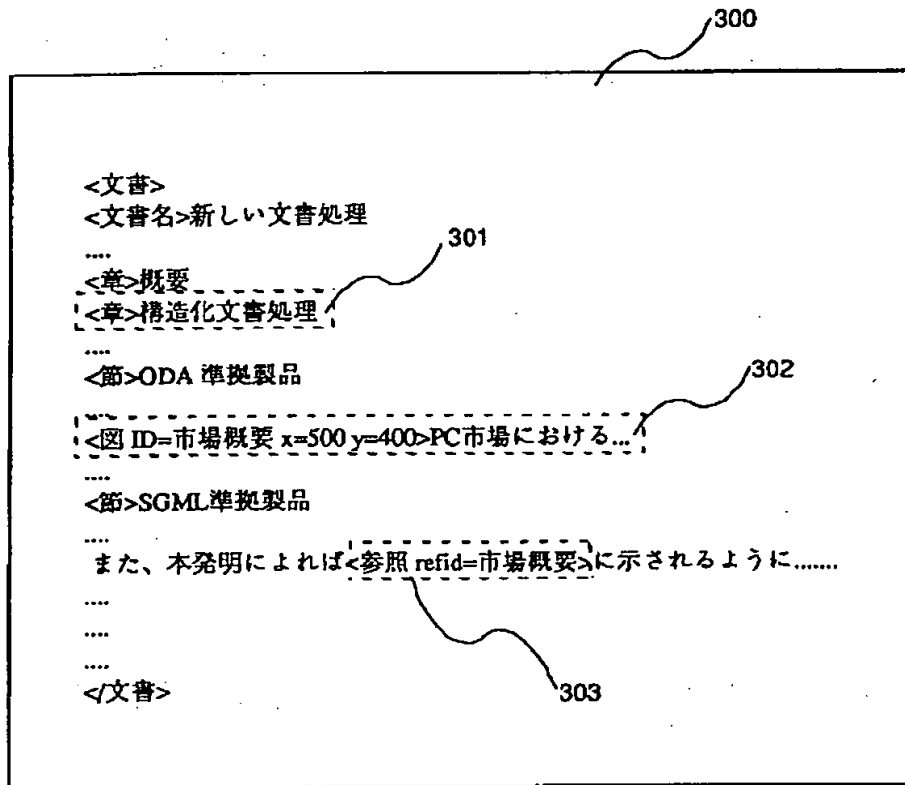 300
<文書>
<文書名>新しい文書処理
....
301
<章>概要
<章>構造化文書処理
....
<節>ODA 準拠製品
302
....
<図 ID=市場概要 x=500 y=400>PC市場における...
....
<節>SGML準拠製品
....
また、本発明によれば<参照 refid=市場概要>に示されるように.......
....
....
....
</文書>
303